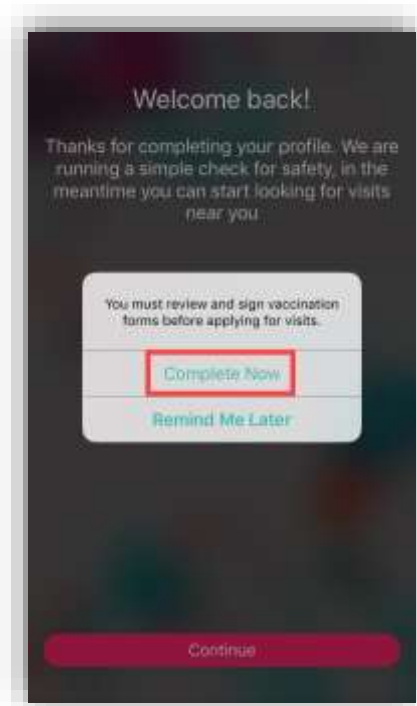 Welcome back!
Thanks for completing your profile. We are
running a simple check for safety, in the
meantime you can start looking for visits
near you
You must review and sign vaccination
forms before applying for visits.
Complete Now
Remind Me Later
Continue